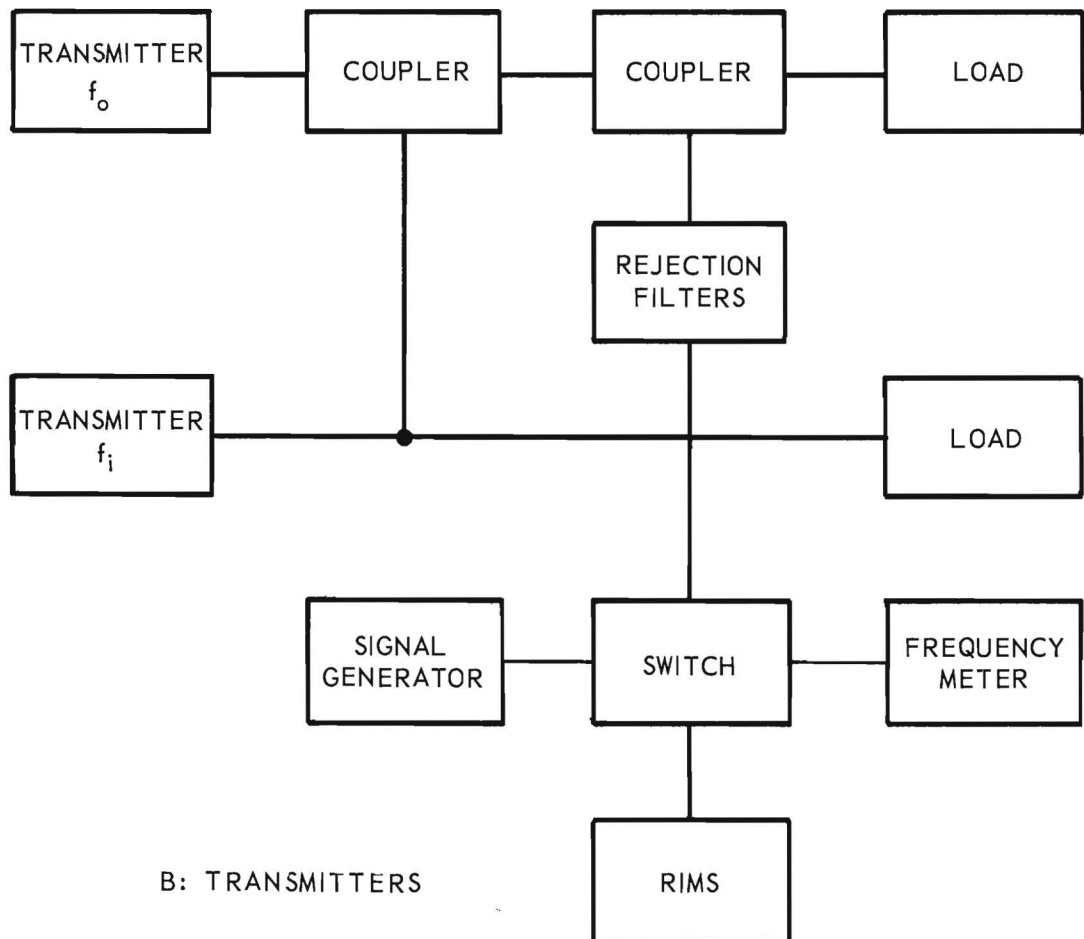 TRANSMITTER
f_o
COUPLER
COUPLER
LOAD
REJECTION
FILTERS
TRANSMITTER
f_i
LOAD
SIGNAL
GENERATOR
SWITCH
FREQUENCY
METER
B: TRANSMITTERS
RIMS